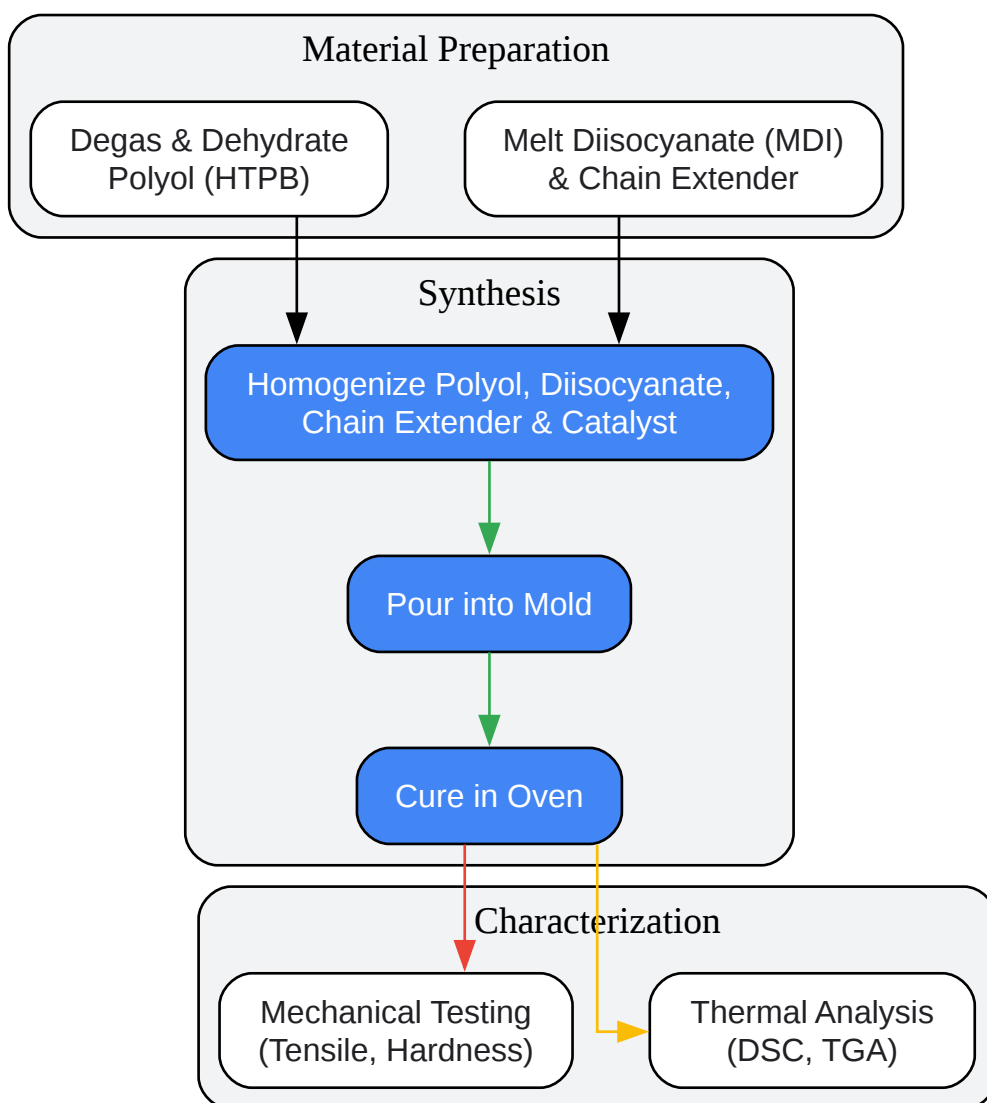 Material Preparation
Degas & Dehydrate
Polyol (HTPB)
Melt Diisocyanate (MDI)
& Chain Extender
Synthesis
Homogenize Polyol, Diisocyanate,
Chain Extender & Catalyst
Pour into Mold
Cure in Oven
Characterization
Mechanical Testing
(Tensile, Hardness)
Thermal Analysis
(DSC, TGA)